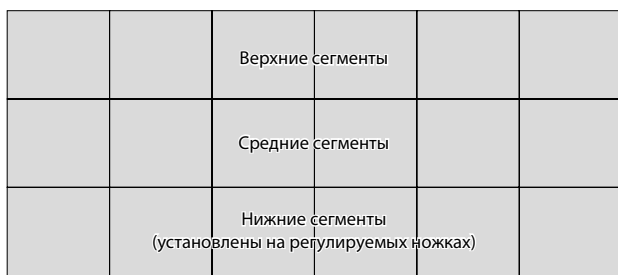 Верхние сегменты
Средние сегменты
Нижние сегменты
(установлены на регулируемых ножках)